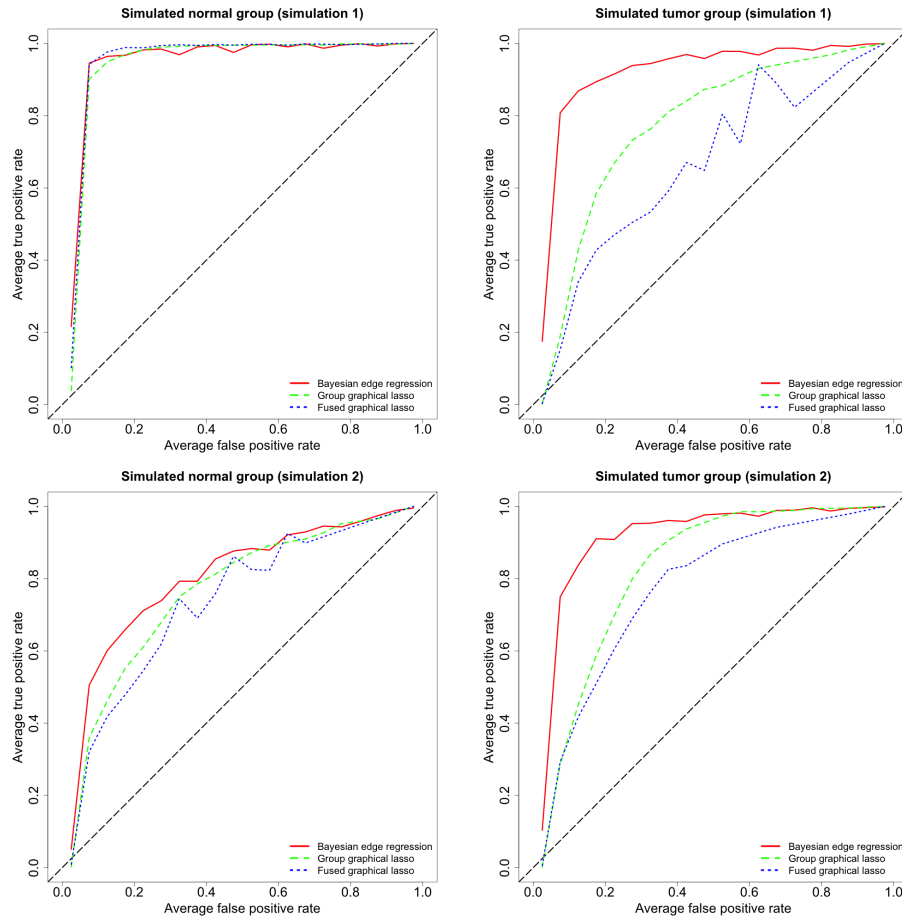 Simulated normal group (simulation 1)
Average true positive rate
1.0
0.8
0.6
0.4
0.2
0.0
Bayesian edge regression
Group graphical lasso
Fused graphical lasso
0.0 0.2 0.4 0.6 0.8 1.0
Average false positive rate
Simulated tumor group (simulation 1)
Average true positive rate
1.0
0.8
0.6
0.4
0.2
0.0
Bayesian edge regression
Group graphical lasso
Fused graphical lasso
0.0 0.2 0.4 0.6 0.8 1.0
Average false positive rate
Simulated normal group (simulation 2)
Average true positive rate
1.0
0.8
0.6
0.4
0.2
0.0
Bayesian edge regression
Group graphical lasso
Fused graphical lasso
0.0 0.2 0.4 0.6 0.8 1.0
Average false positive rate
Simulated tumor group (simulation 2)
Average true positive rate
1.0
0.8
0.6
0.4
0.2
0.0
Bayesian edge regression
Group graphical lasso
Fused graphical lasso
0.0 0.2 0.4 0.6 0.8 1.0
Average false positive rate